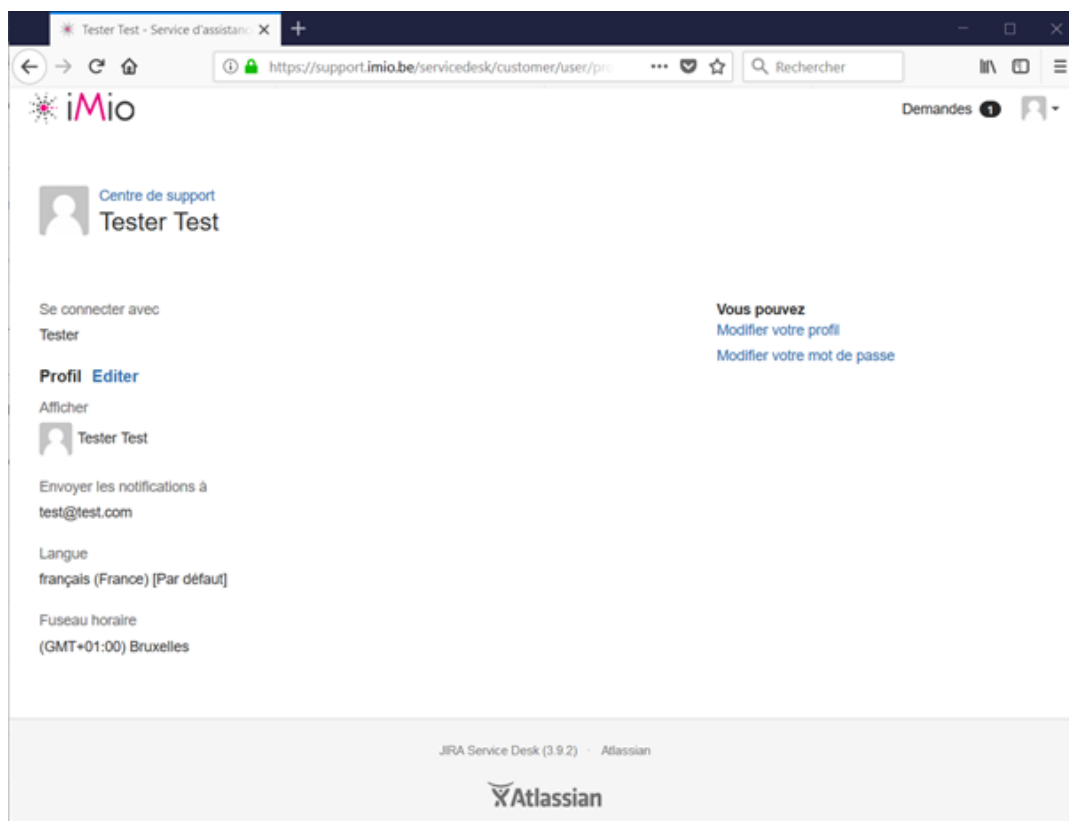 Tester Test - Service d'assistanc
https://support.imio.be/servicedesk/customer/user/pro
Rechercher
iMio
Demandes 1
Centre de support
Tester Test
Se connecter avec
Tester
Vous pouvez
Modifier votre profil
Modifier votre mot de passe
Profil Editer
Afficher
Tester Test
Envoyer les notifications à
test@test.com
Langue
français (France) [Par défaut]
Fuseau horaire
(GMT+01:00) Bruxelles
JIRA Service Desk (3.9.2) · Atlassian
Atlassian